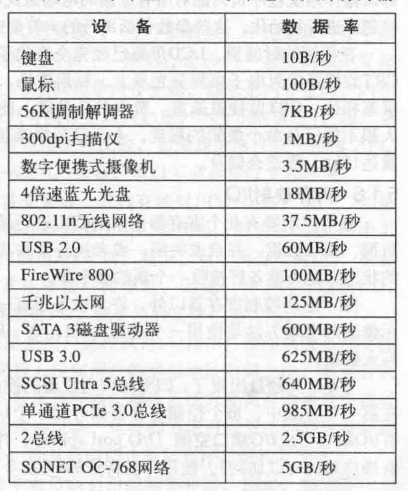 设 备 数 据 率
键盘 10B/秒
鼠标 100B/秒
56K调制解调器 7KB/秒
300dpi扫描仪 1MB/秒
数字便携式摄像机 3.5MB/秒
4倍速蓝光光盘 18MB/秒
802.11n无线网络 37.5MB/秒
USB 2.0 60MB/秒
FireWire 800 100MB/秒
千兆以太网 125MB/秒
SATA 3磁盘驱动器 600MB/秒
USB 3.0 625MB/秒
SCSI Ultra 5总线 640MB/秒
单通道PCIe 3.0总线 985MB/秒
2总线 2.5GB/秒
SONET OC-768网络 5GB/秒